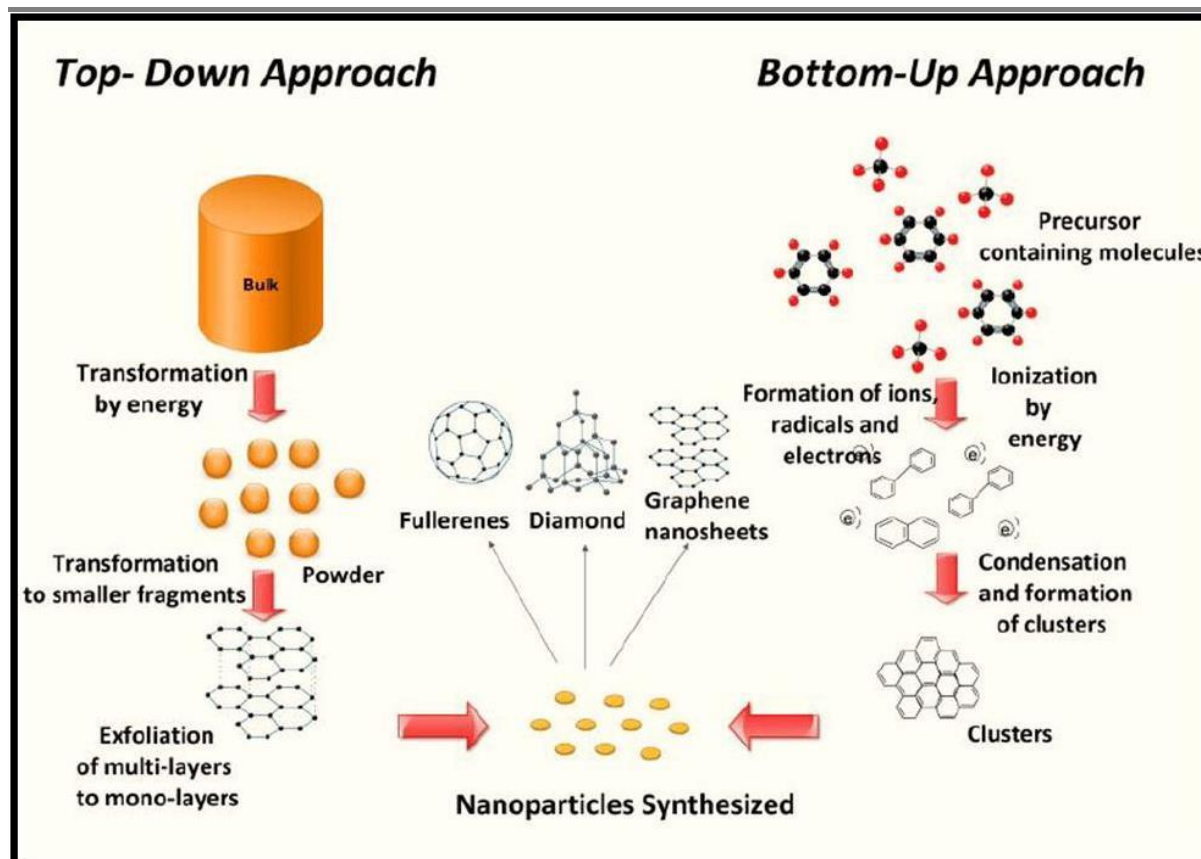 Top- Down Approach
Bottom-Up Approach
Bulk
Transformation
by energy
Powder
Transformation
to smaller fragments
Exfoliation
of multi-layers
to mono-layers
Precursor
containing molecules
Ionization
by
energy
Formation of ions,
radicals and
electrons
e
e
e
e
Condensation
and formation
of clusters
Clusters
Fullerenes
Diamond
Graphene
nanosheets
Nanoparticles Synthesized